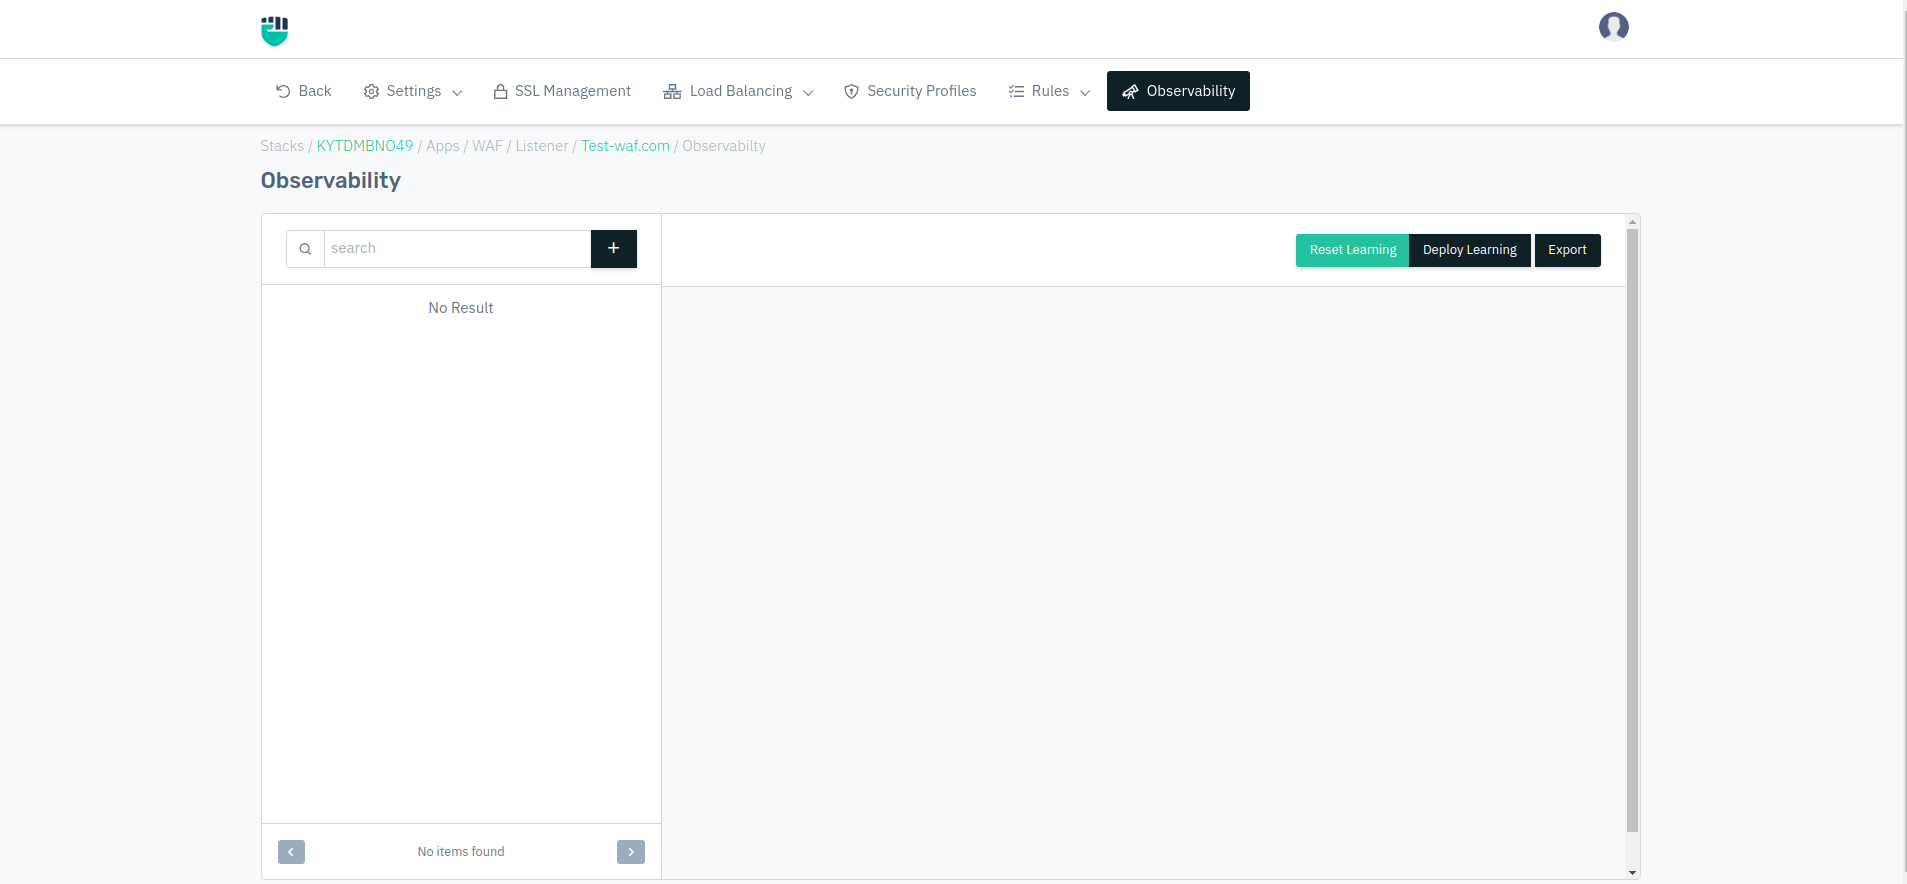 Back Settings SSL Management Load Balancing Security Profiles Rules Observability
Stacks / KYTDMBNO49 / Apps / WAF / Listener / Test-waf.com / Observabilty
Observability
search +
Reset Learning Deploy Learning Export
No Result
No items found